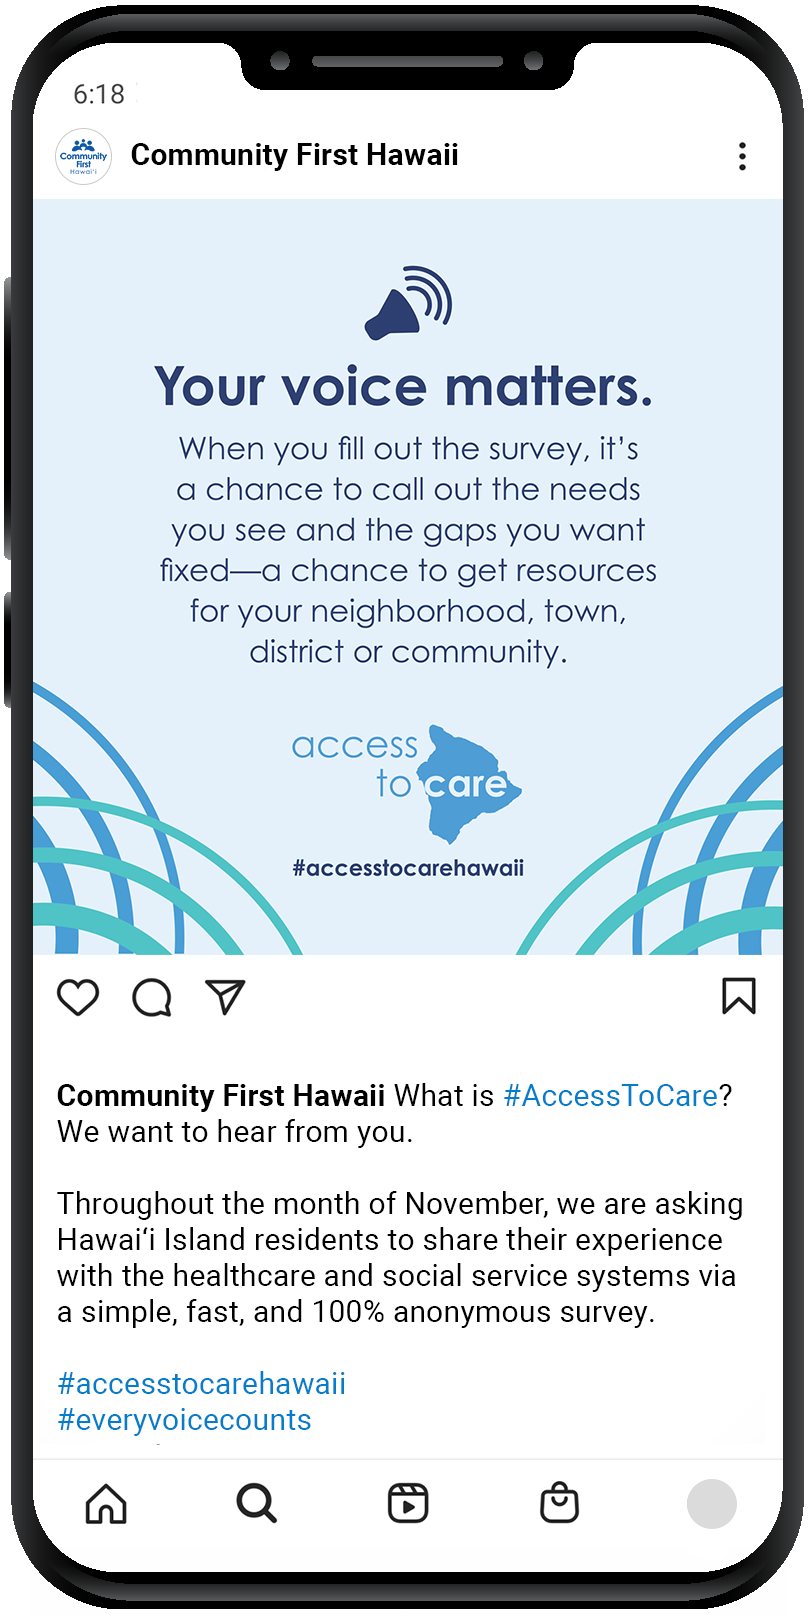 6:18
Community
First
Hawai'i
Community First Hawaii
Your voice matters.
When you fill out the survey, it’s
a chance to call out the needs
you see and the gaps you want
fixed—a chance to get resources
for your neighborhood, town,
district or community.
access
to care
#accesstocarehawaii
Community First Hawaii What is #AccessToCare?
We want to hear from you.
Throughout the month of November, we are asking
Hawai‘i Island residents to share their experience
with the healthcare and social service systems via
a simple, fast, and 100% anonymous survey.
#accesstocarehawaii
#everyvoicecounts